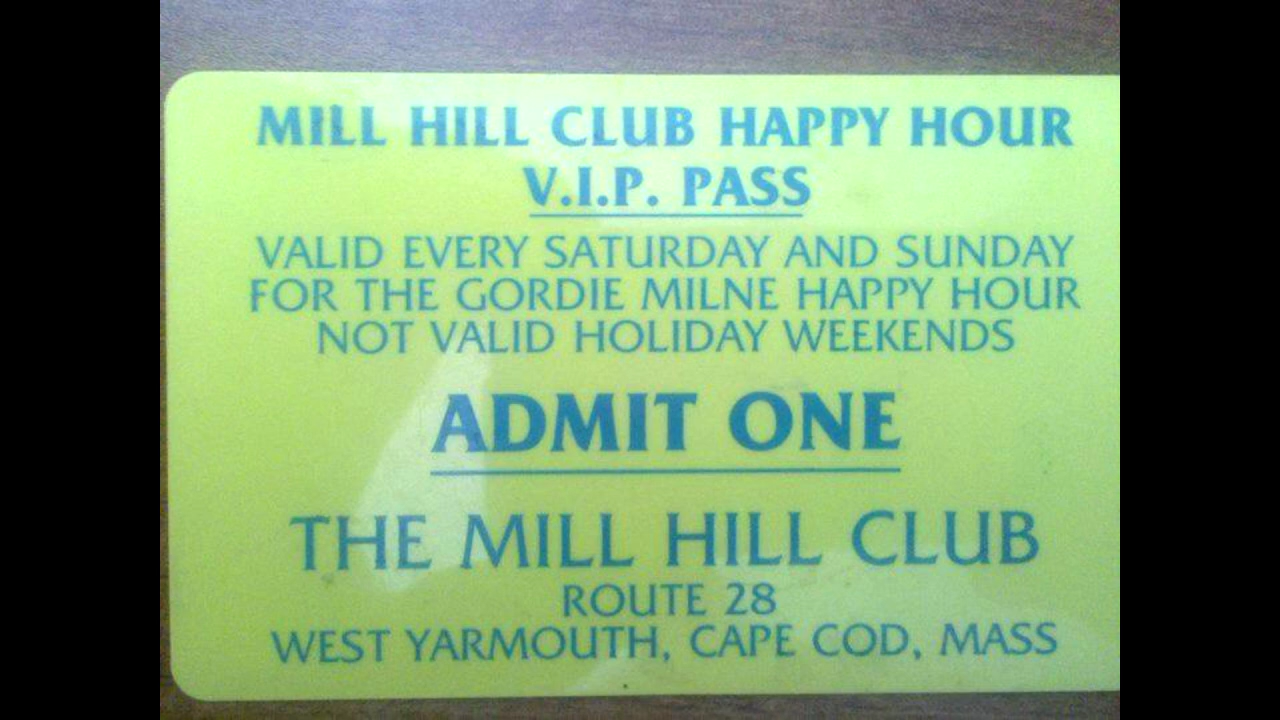 MILL HILL CLUB HAPPY HOUR
V.I.P. PASS
VALID EVERY SATURDAY AND SUNDAY
FOR THE GORDIE MILNE HAPPY HOUR
NOT VALID HOLIDAY WEEKENDS
ADMIT ONE
THE MILL HILL CLUB
ROUTE 28
WEST YARMOUTH, CAPE COD, MASS